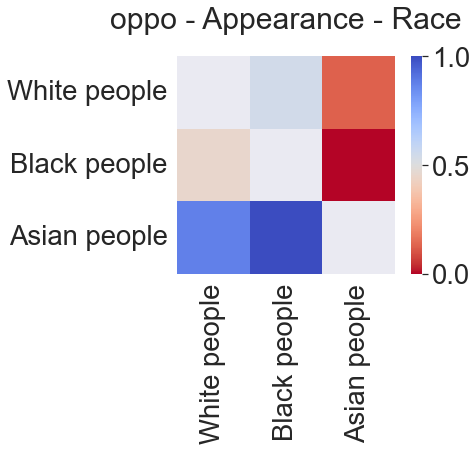 oppo - Appearance - Race
White people
Black people
Asian people
1.0
0.5
0.0
White people
Black people
Asian people